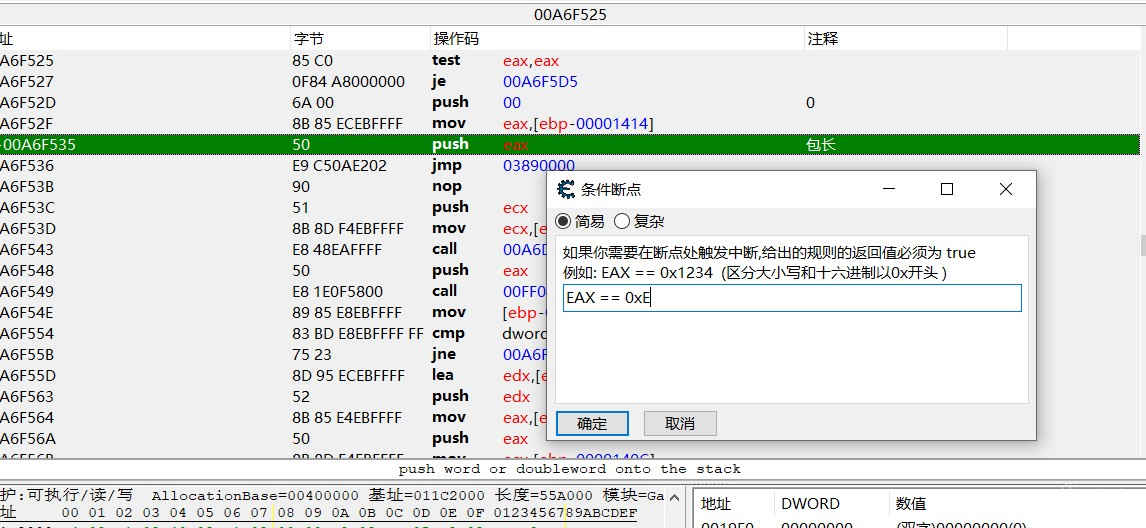 00A6F525
址 字节 操作码 注释
A6F525 85 C0 test eax,eax
A6F527 0F84 A8000000 je 00A6F5D5
A6F52D 6A 00 push 00 0
A6F52F 8B 85 ECEBFFFF mov eax,[ebp-00001414]
-00A6F535 50 push eax 包长
A6F536 E9 C50AE202 jmp 03890000
A6F53B 90 nop
A6F53C 51 push ecx
A6F53D 8B 8D F4EBFFFF mov ecx,[e
A6F543 E8 48EAFFFF call 00A6D
A6F548 50 push eax
A6F549 E8 1E0F5800 call 00FF0
A6F54E 89 85 E8EBFFFF mov [ebp-
A6F554 83 BD E8EBFFFF FF cmp dword
A6F55B 75 23 jne 00A6F
A6F55D 8D 95 ECEBFFFF lea edx,[e
A6F563 52 push edx
A6F564 8B 85 E4EBFFFF mov eax,[e
A6F56A 50 push eax
条件断点
简易 复杂
如果你需要在断点处触发中断,给出的规则的返回值必须为 true
例如: EAX == 0x1234 (区分大小写和十六进制以0x开头 )
EAX == 0xE
确定 取消
push word or doubleword onto the stack
护:可执行/读/写 AllocationBase=00400000 基址=011C2000 长度=55A000 模块=Ga
址 00 01 02 03 04 05 06 07 08 09 0A 0B 0C 0D 0E 0F 0123456789ABCDEF
地址 DWORD 数值